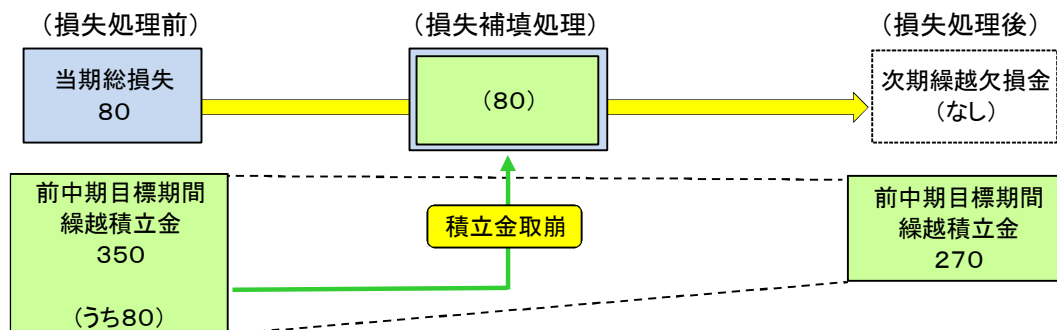 （損失処理前）
（損失補填処理）
（損失処理後）
当期総損失
80
（80）
次期繰越欠損金
（なし）
前中期目標期間
繰越積立金
350
（うち80）
積立金取崩
前中期目標期間
繰越積立金
270